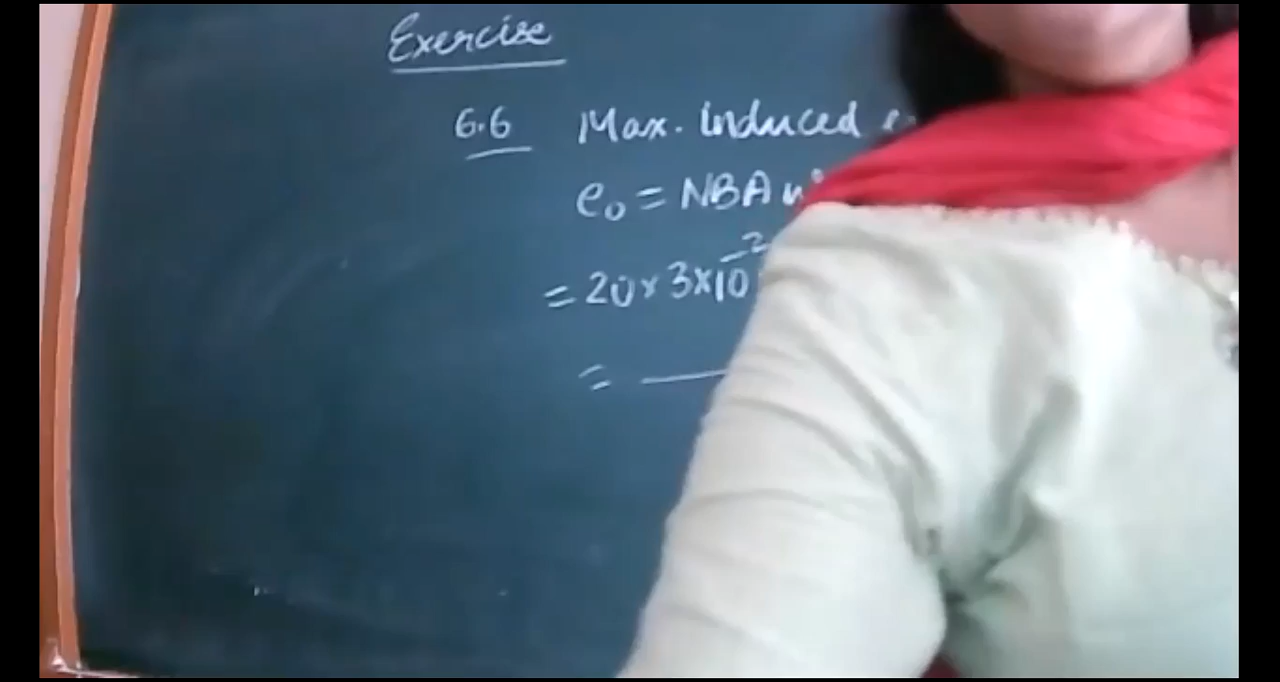 Exercise
6.6 Max. induced
e₀ = NBA
= 20 × 3×10⁻²
=